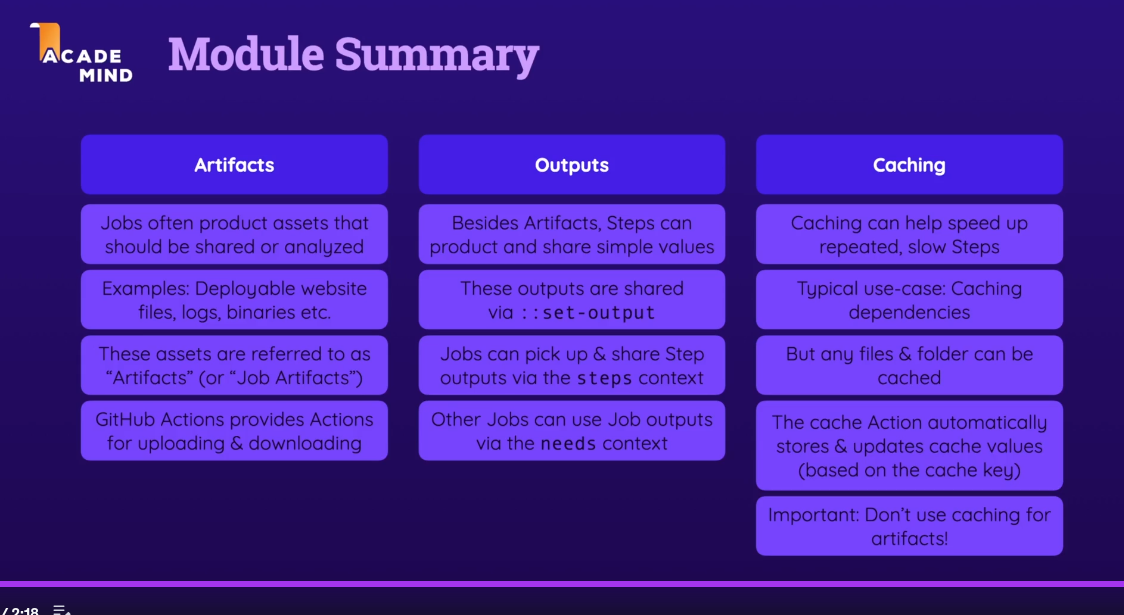 ACADE
MIND
Module Summary
Artifacts
Jobs often product assets that
should be shared or analyzed
Examples: Deployable website
files, logs, binaries etc.
These assets are referred to as
“Artifacts” (or “Job Artifacts”)
GitHub Actions provides Actions
for uploading & downloading
Outputs
Besides Artifacts, Steps can
product and share simple values
These outputs are shared
via ::set-output
Jobs can pick up & share Step
outputs via the steps context
Other Jobs can use Job outputs
via the needs context
Caching
Caching can help speed up
repeated, slow Steps
Typical use-case: Caching
dependencies
But any files & folder can be
cached
The cache Action automatically
stores & updates cache values
(based on the cache key)
Important: Don’t use caching for
artifacts!
/ 2:18